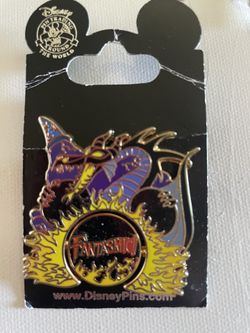 Disney
PIN TRADING
AROUND
THE WORLD
FANTASMIC!
www.DisneyPins.com